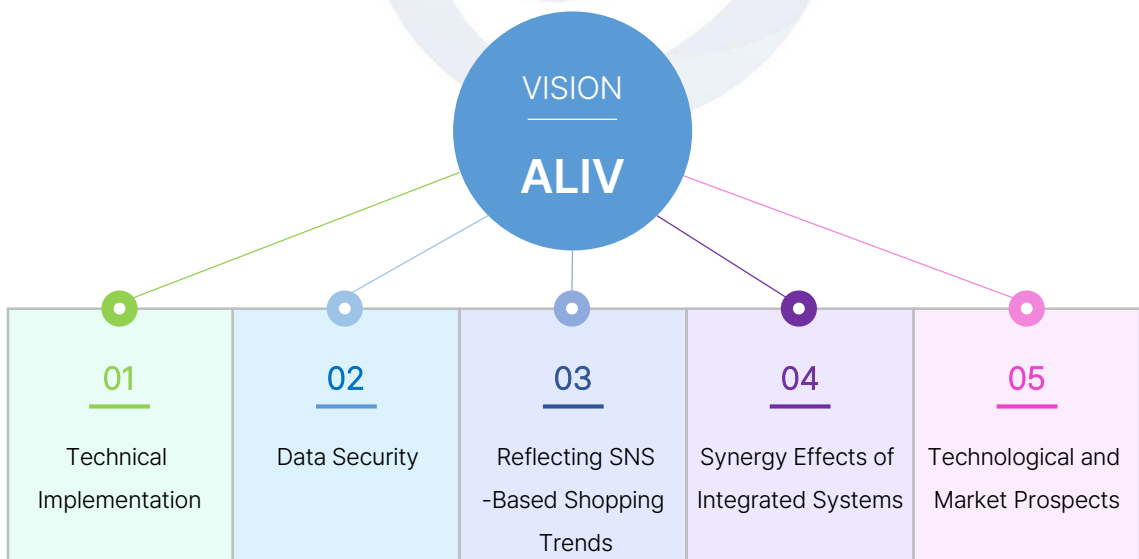 VISION
ALIV
01
Technical
Implementation
02
Data Security
03
Reflecting SNS
-Based Shopping
Trends
04
Synergy Effects of
Integrated Systems
05
Technological and
Market Prospects